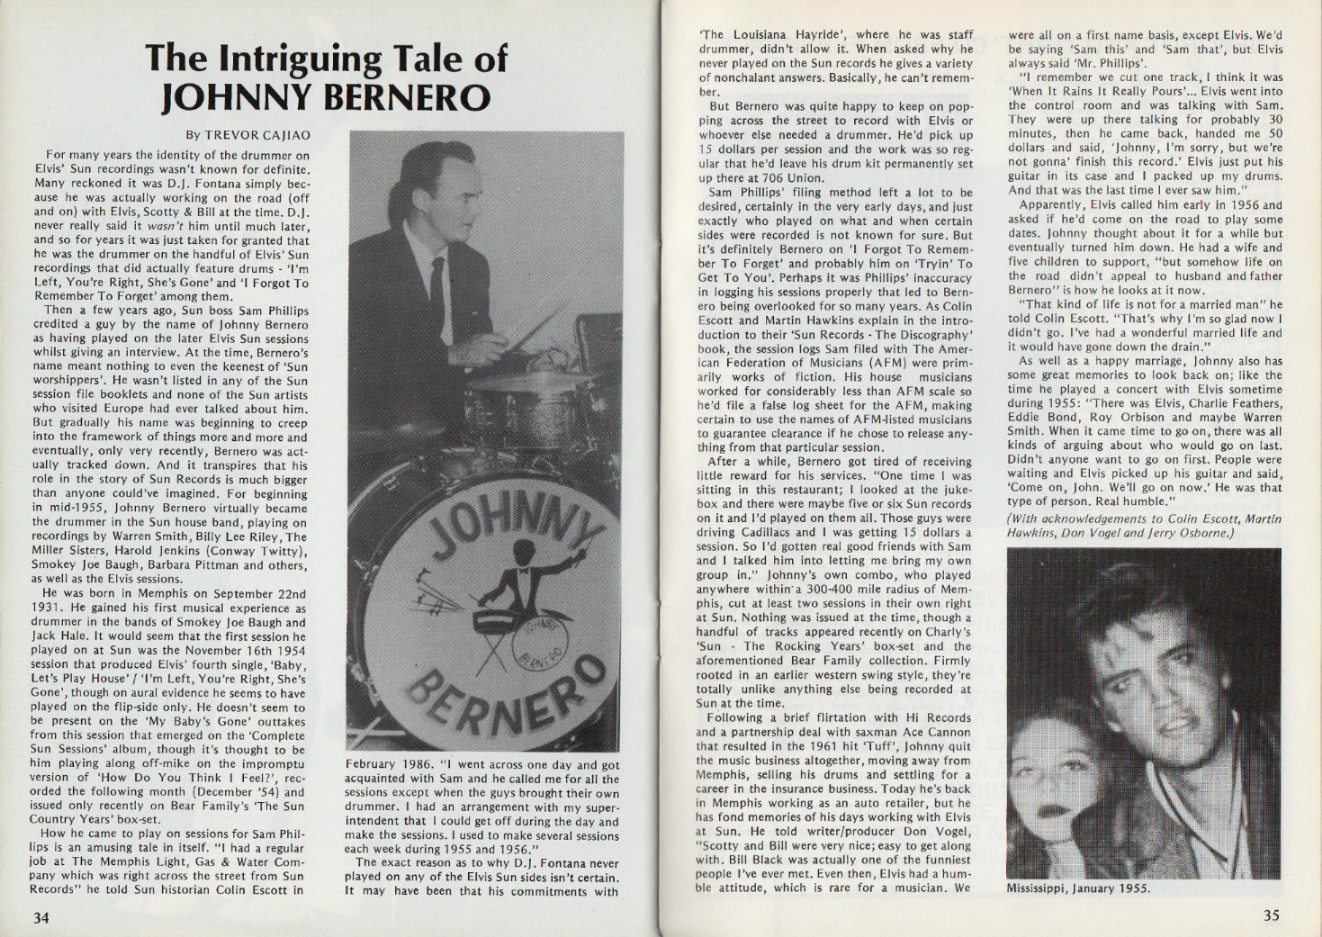 The Intriguing Tale of
JOHNNY BERNERO
By TREVOR CAJIAO
For many years the identity of the drummer on
Elvis' Sun recordings wasn't known for definite.
Many reckoned it was D.J. Fontana simply bec-
ause he was actually working on the road (off
and on) with Elvis, Scotty & Bill at the time. D.J.
never really said it wasn't him until much later,
and so for years it was just taken for granted that
he was the drummer on the handful of Elvis' Sun
recordings that did actually feature drums - 'I'm
Left, You're Right, She's Gone' and 'I Forgot To
Remember To Forget' among them.
Then a few years ago, Sun boss Sam Phillips
credited a guy by the name of Johnny Bernero
as having played on the later Elvis Sun sessions
whilst giving an interview. At the time, Bernero's
name meant nothing to even the keenest of 'Sun
worshippers'. He wasn't listed in any of the Sun
session file booklets and none of the Sun artists
who visited Europe had ever talked about him.
But gradually his name was beginning to creep
into the framework of things more and more and
eventually, only very recently, Bernero was act-
ually tracked down. And it transpires that his
role in the story of Sun Records is much bigger
than anyone could've imagined. For beginning
in mid-1955, Johnny Bernero virtually became
the drummer in the Sun house band, playing on
recordings by Warren Smith, Billy Lee Riley, The
Miller Sisters, Harold Jenkins (Conway Twitty),
Smokey Joe Baugh, Barbara Pittman and others,
as well as the Elvis sessions.
He was born in Memphis on September 22nd
1931. He gained his first musical experience as
drummer in the bands of Smokey Joe Baugh and
Jack Hale. It would seem that the first session he
played on at Sun was the November 16th 1954
session that produced Elvis' fourth single, 'Baby,
Let's Play House' / 'I'm Left, You're Right, She's
Gone', though on aural evidence he seems to have
played on the flip-side only. He doesn't seem to
be present on the 'My Baby's Gone' outtakes
from this session that emerged on the 'Complete
Sun Sessions' album, though it's thought to be
him playing along off-mike on the impromptu
version of 'How Do You Think I Feel?', rec-
orded the following month (December '54) and
issued only recently on Bear Family's 'The Sun
Country Years' box-set.
How he came to play on sessions for Sam Phil-
lips is an amusing tale in itself. "I had a regular
job at The Memphis Light, Gas & Water Com-
pany which was right across the street from Sun
Records" he told Sun historian Colin Escott in
34
JOHNNY
JOHNNY
BERNERO
BERNERO
February 1986. "I went across one day and got
acquainted with Sam and he called me for all the
sessions except when the guys brought their own
drummer. I had an arrangement with my super-
intendent that I could get off during the day and
make the sessions. I used to make several sessions
each week during 1955 and 1956."
The exact reason as to why D.J. Fontana never
played on any of the Elvis Sun sides isn't certain.
It may have been that his commitments with
'The Louisiana Hayride', where he was staff
drummer, didn't allow it. When asked why he
never played on the Sun records he gives a variety
of nonchalant answers. Basically, he can't remem-
ber.
But Bernero was quite happy to keep on pop-
ping across the street to record with Elvis or
whoever else needed a drummer. He'd pick up
15 dollars per session and the work was so reg-
ular that he'd leave his drum kit permanently set
up there at 706 Union.
Sam Phillips' filing method left a lot to be
desired, certainly in the very early days, and just
exactly who played on what and when certain
sides were recorded is not known for sure. But
it's definitely Bernero on 'I Forgot To Remem-
ber To Forget' and probably him on 'Tryin' To
Get To You'. Perhaps it was Phillips' inaccuracy
in logging his sessions properly that led to Bern-
ero being overlooked for so many years. As Colin
Escott and Martin Hawkins explain in the intro-
duction to their 'Sun Records - The Discography'
book, the session logs Sam filed with The Amer-
ican Federation of Musicians (AFM) were prim-
arily works of fiction. His house musicians
worked for considerably less than AFM scale so
he'd file a false log sheet for the AFM, making
certain to use the names of AFM-listed musicians
to guarantee clearance if he chose to release any-
thing from that particular session.
After a while, Bernero got tired of receiving
little reward for his services. "One time I was
sitting in this restaurant; I looked at the juke-
box and there were maybe five or six Sun records
on it and I'd played on them all. Those guys were
driving Cadillacs and I was getting 15 dollars a
session. So I'd gotten real good friends with Sam
and I talked him into letting me bring my own
group in." Johnny's own combo, who played
anywhere within a 300-400 mile radius of Mem-
phis, cut at least two sessions in their own right
at Sun. Nothing was issued at the time, though a
handful of tracks appeared recently on Charly's
'Sun - The Rocking Years' box-set and the
aforementioned Bear Family collection. Firmly
rooted in an earlier western swing style, they're
totally unlike anything else being recorded at
Sun at the time.
Following a brief flirtation with Hi Records
and a partnership deal with saxman Ace Cannon
that resulted in the 1961 hit 'Tuff', Johnny quit
the music business altogether, moving away from
Memphis, selling his drums and settling for a
career in the insurance business. Today he's back
in Memphis working as an auto retailer, but he
has fond memories of his days working with Elvis
at Sun. He told writer/producer Don Vogel,
"Scotty and Bill were very nice; easy to get along
with. Bill Black was actually one of the funniest
people I've ever met. Even then, Elvis had a hum-
ble attitude, which is rare for a musician. We
were all on a first name basis, except Elvis. We'd
be saying 'Sam this' and 'Sam that', but Elvis
always said 'Mr. Phillips'.
"I remember we cut one track, I think it was
'When It Rains It Really Pours'... Elvis went into
the control room and was talking with Sam.
They were up there talking for probably 30
minutes, then he came back, handed me 50
dollars and said, 'Johnny, I'm sorry, but we're
not gonna' finish this record.' Elvis just put his
guitar in its case and I packed up my drums.
And that was the last time I ever saw him."
Apparently, Elvis called him early in 1956 and
asked if he'd come on the road to play some
dates. Johnny thought about it for a while but
eventually turned him down. He had a wife and
five children to support, "but somehow life on
the road didn't appeal to husband and father
Bernero" is how he looks at it now.
"That kind of life is not for a married man" he
told Colin Escott. "That's why I'm so glad now I
didn't go. I've had a wonderful married life and
it would have gone down the drain."
As well as a happy marriage, Johnny also has
some great memories to look back on; like the
time he played a concert with Elvis sometime
during 1955: "There was Elvis, Charlie Feathers,
Eddie Bond, Roy Orbison and maybe Warren
Smith. When it came time to go on, there was all
kinds of arguing about who would go on last.
Didn't anyone want to go on first. People were
waiting and Elvis picked up his guitar and said,
'Come on, John. We'll go on now.' He was that
type of person. Real humble."
(With acknowledgements to Colin Escott, Martin
Hawkins, Don Vogel and Jerry Osborne.)
Mississippi, January 1955.
35